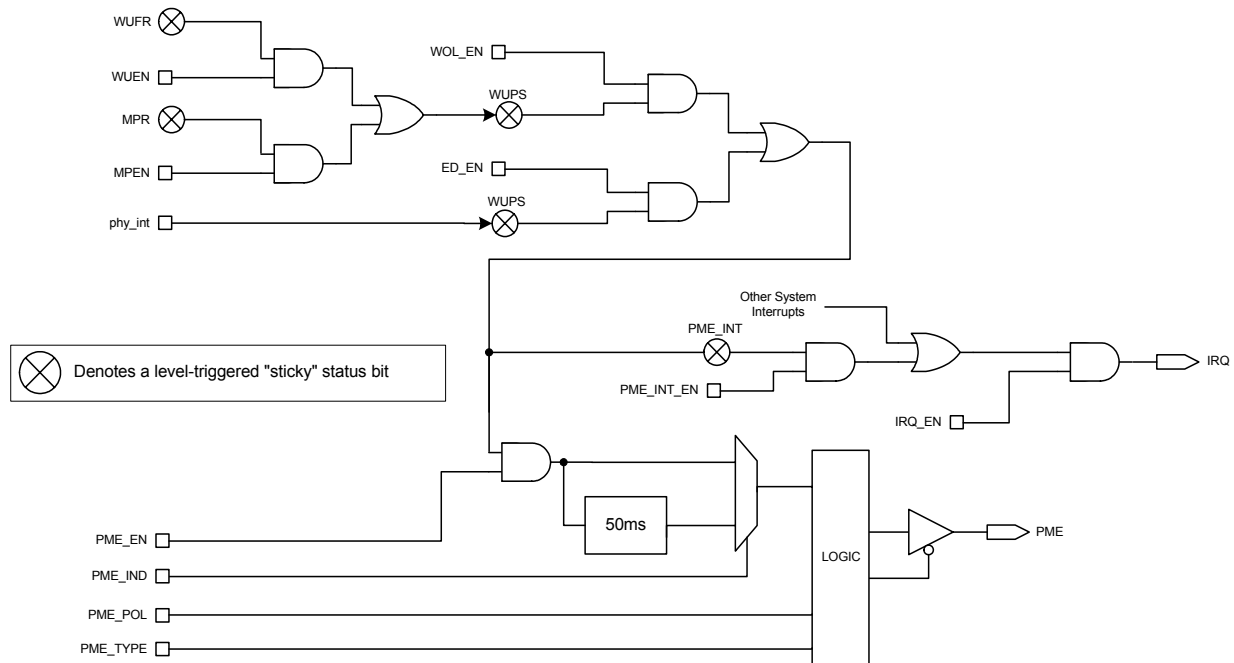 WUFR
WUEN
MPR
MPEN
phy_int
WOL_EN
WUPS
ED_EN
WUPS
Other System
Interrupts
PME_INT
PME_INT_EN
IRQ_EN
IRQ
Denotes a level-triggered "sticky" status bit
50ms
LOGIC
PME
PME_EN
PME_IND
PME_POL
PME_TYPE